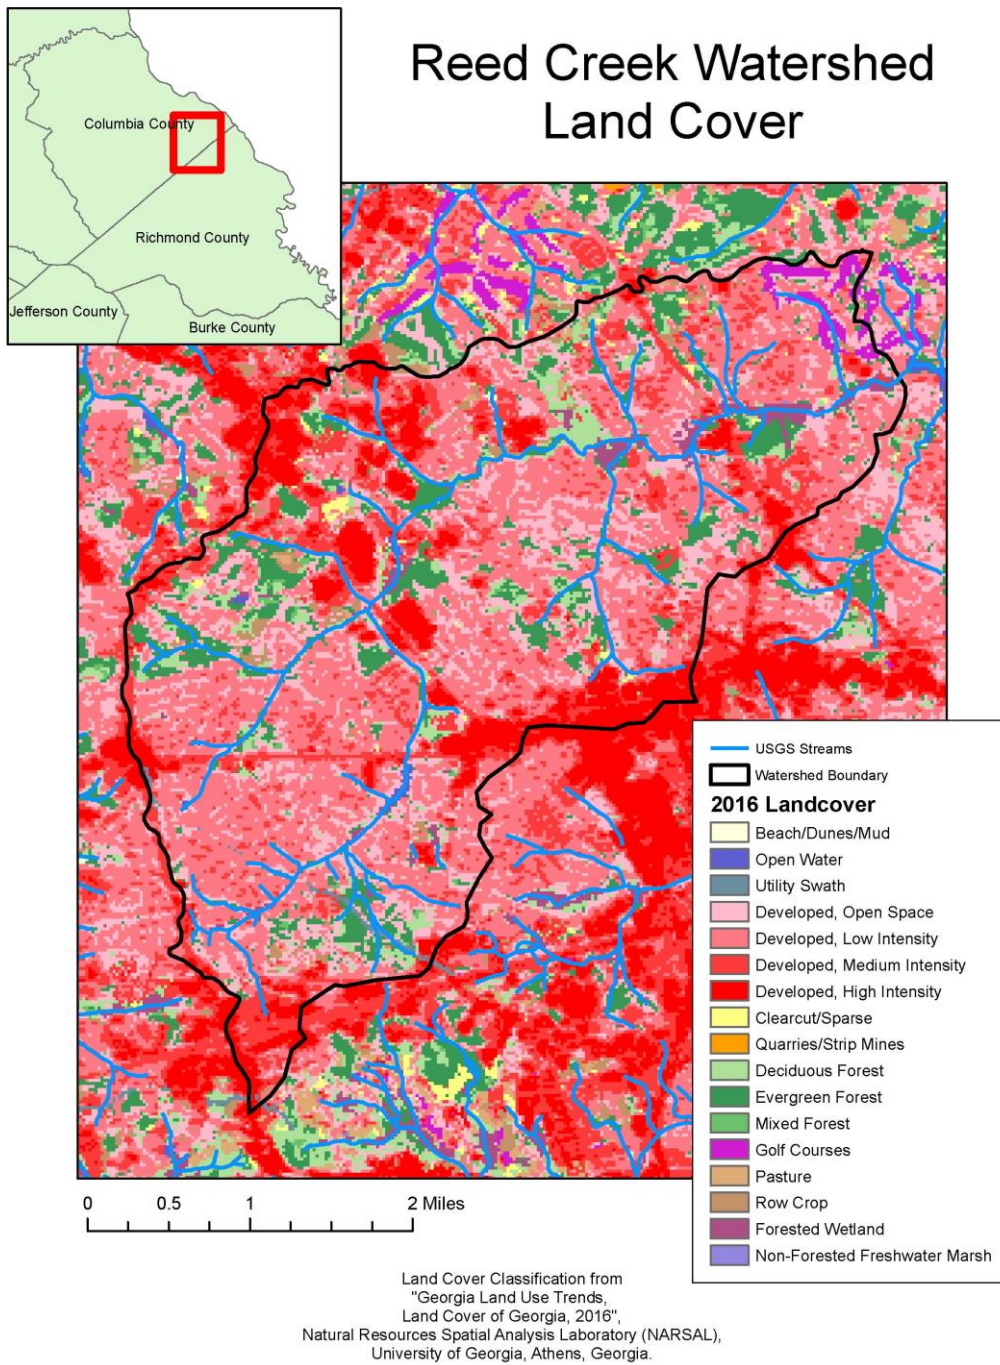 Reed Creek Watershed
Land Cover
Columbia County
Richmond County
Jefferson County
Burke County
USGS Streams
Watershed Boundary
2016 Landcover
Beach/Dunes/Mud
Open Water
Utility Swath
Developed, Open Space
Developed, Low Intensity
Developed, Medium Intensity
Developed, High Intensity
Clearcut/Sparse
Quarries/Strip Mines
Deciduous Forest
Evergreen Forest
Mixed Forest
Golf Courses
Pasture
Row Crop
Forested Wetland
Non-Forested Freshwater Marsh
0 0.5 1 2 Miles
Land Cover Classification from
"Georgia Land Use Trends,
Land Cover of Georgia, 2016",
Natural Resources Spatial Analysis Laboratory (NARSAL),
University of Georgia, Athens, Georgia.